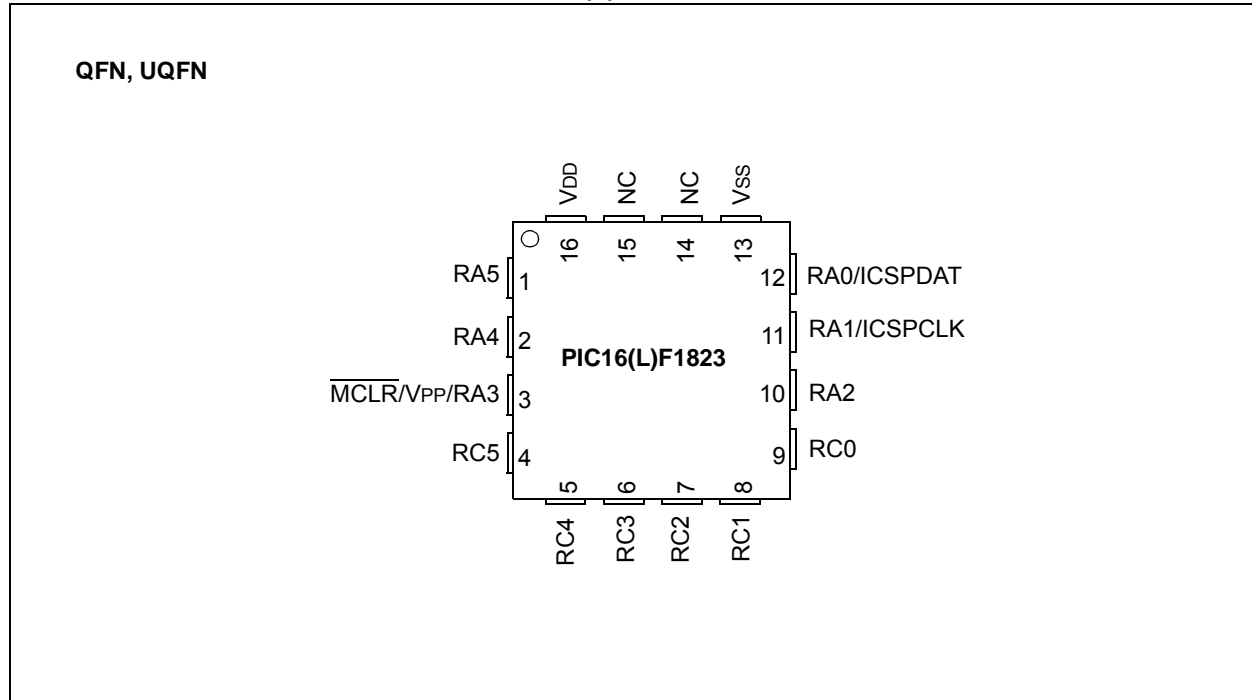 QFN, UQFN
VDD
NC
NC
VSS
16
15
14
13
RA5
1
12
RA0/ICSPDAT
RA4
2
11
RA1/ICSPCLK
PIC16(L)F1823
MCLR/VPP/RA3
3
10
RA2
RC5
4
9
RC0
5
6
7
8
RC4
RC3
RC2
RC1